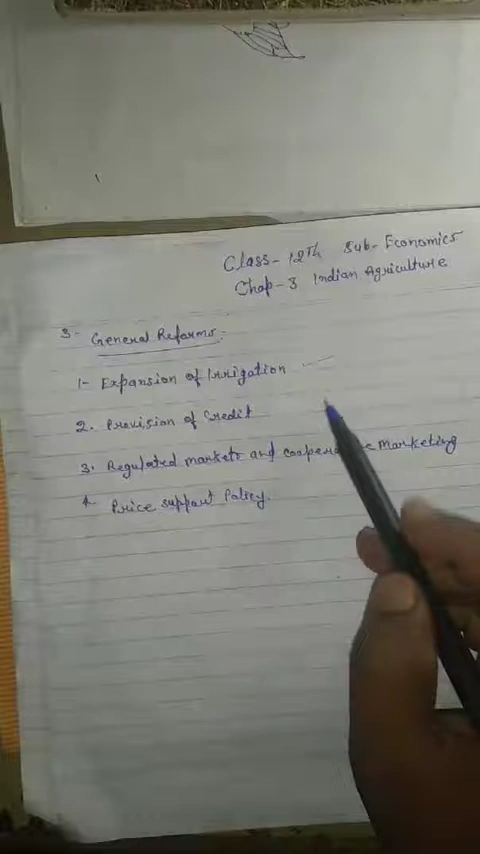 Class- 12Th Sub- Economics
Chap- 3 Indian Agriculture
3- General Reforms-
1- Expansion of Irrigation
2. Provision of Credit
3. Regulated markets and Marketing
4 Price support Policy.